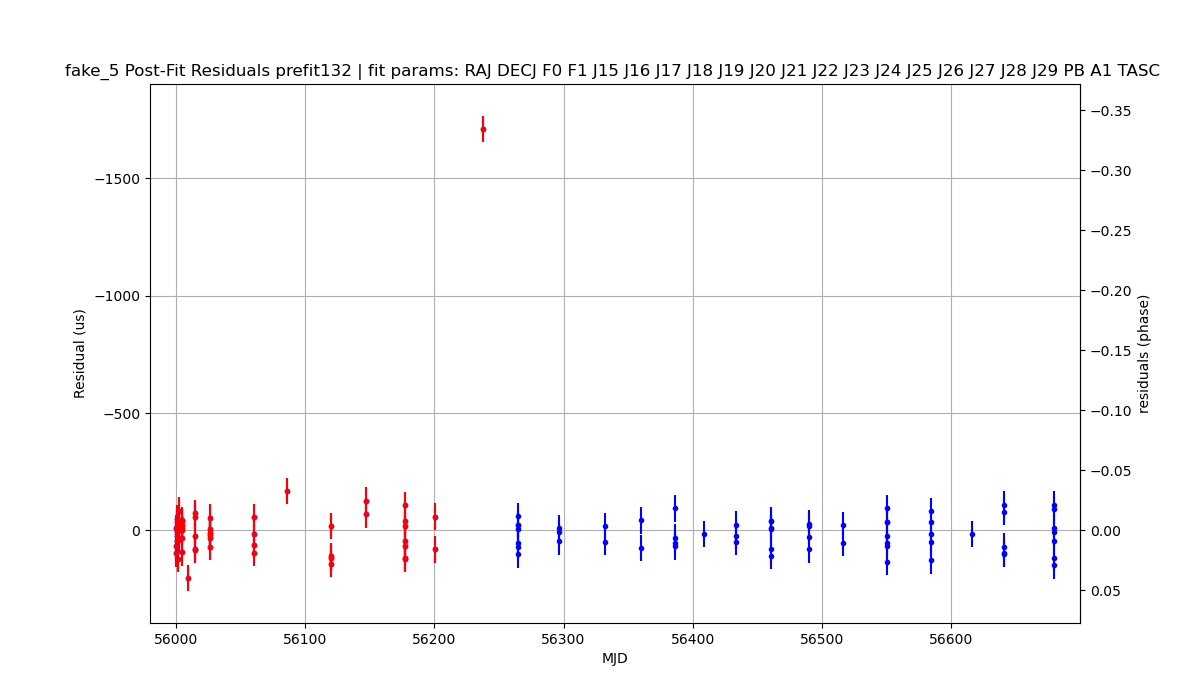 fake_5 Post-Fit Residuals prefit132 | fit params: RAJ DECJ F0 F1 J15 J16 J17 J18 J19 J20 J21 J22 J23 J24 J25 J26 J27 J28 J29 PB A1 TASC
−0.35
−1500
−0.30
−0.25
−1000
−0.20
−0.15
−500
−0.10
−0.05
0
0.00
0.05
Residual (us)
residuals (phase)
56000 56100 56200 56300 56400 56500 56600
MJD